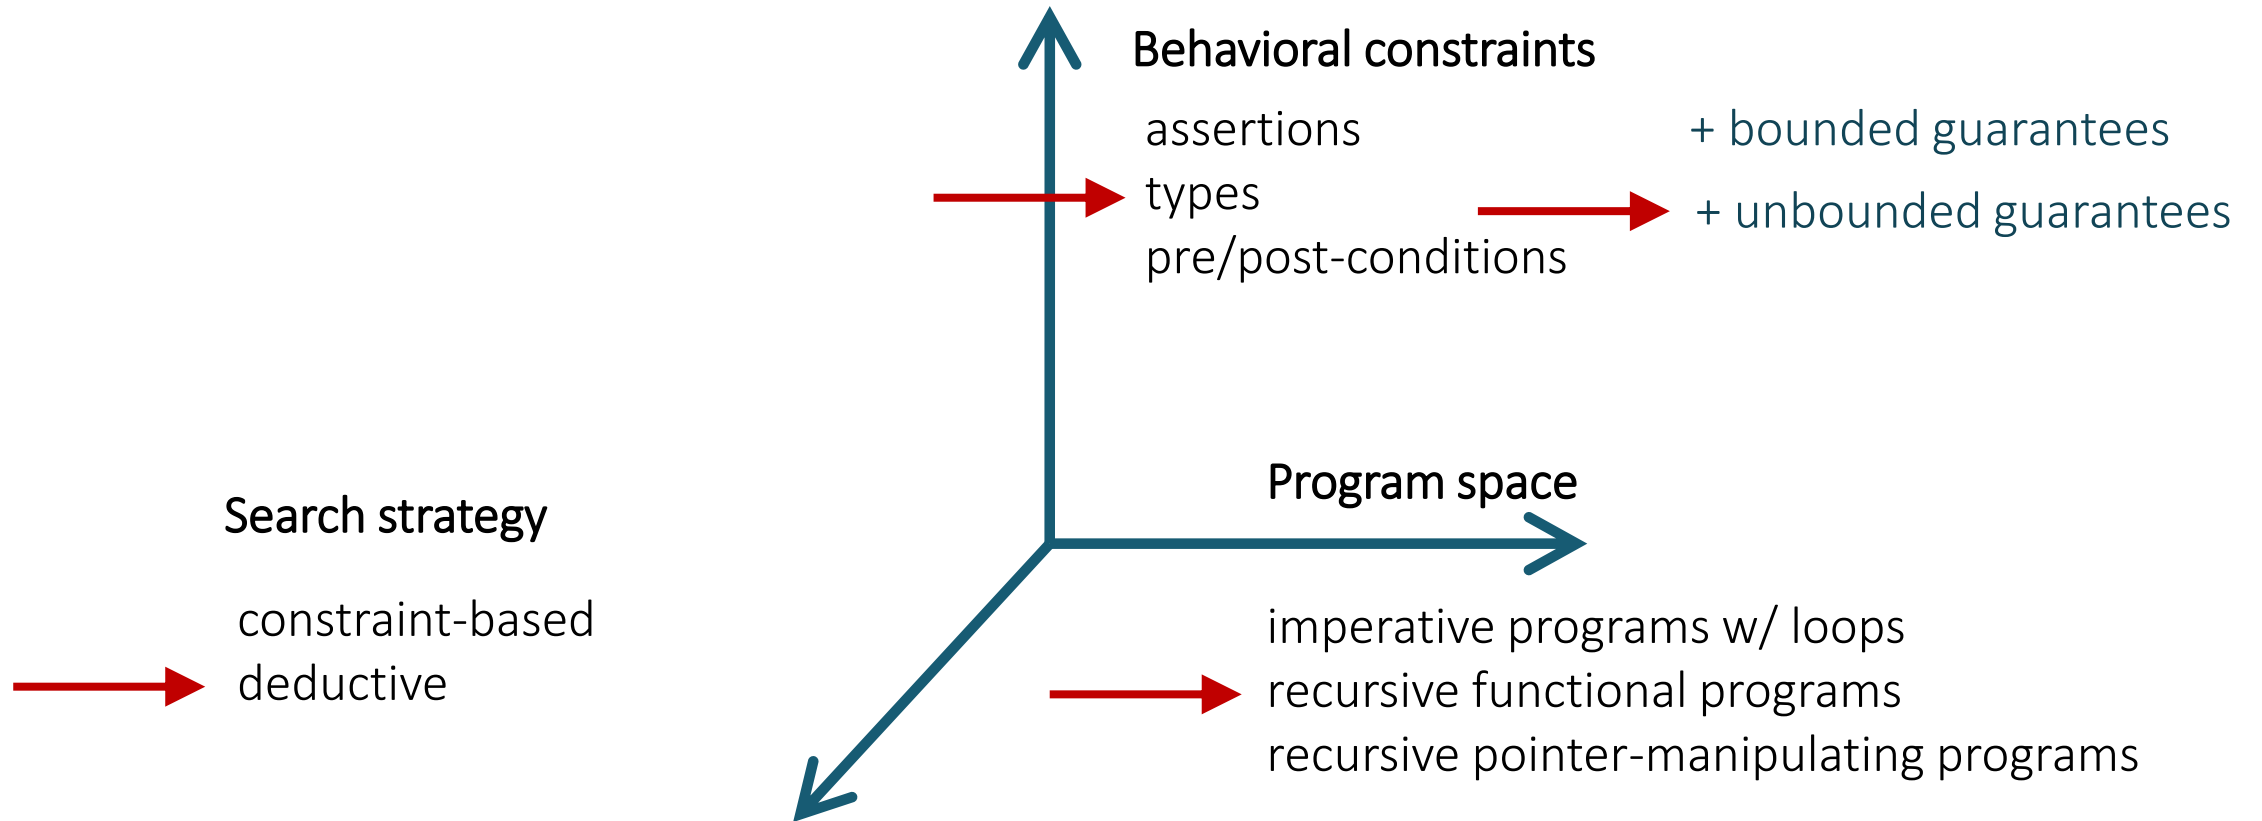 Behavioral constraints
assertions
types
pre/post-conditions
+ bounded guarantees
+ unbounded guarantees
Program space
imperative programs w/ loops
recursive functional programs
recursive pointer-manipulating programs
Search strategy
constraint-based
deductive